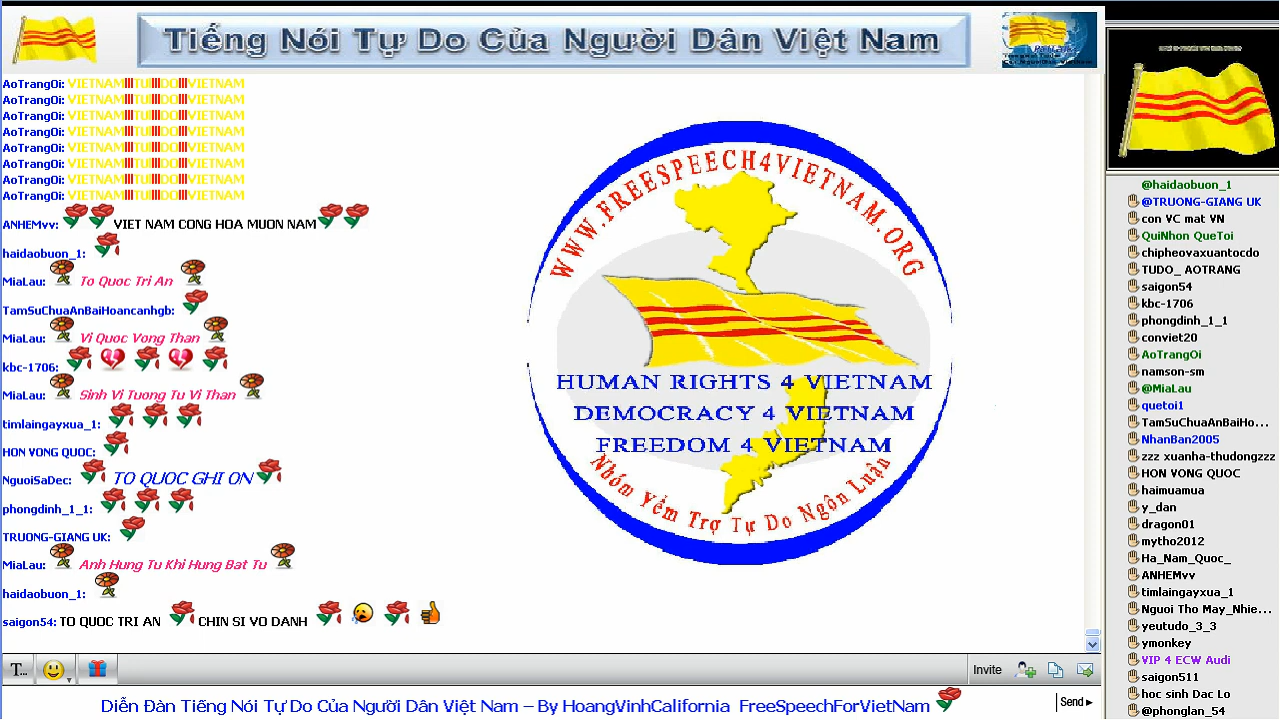 Tiếng Nói Tự Do Của Người Dân Việt Nam
AoTrangOi: VIETNAM|||TU|||DO|||VIETNAM
AoTrangOi: VIETNAM|||TU|||DO|||VIETNAM
AoTrangOi: VIETNAM|||TU|||DO|||VIETNAM
AoTrangOi: VIETNAM|||TU|||DO|||VIETNAM
AoTrangOi: VIETNAM|||TU|||DO|||VIETNAM
AoTrangOi: VIETNAM|||TU|||DO|||VIETNAM
AoTrangOi: VIETNAM|||TU|||DO|||VIETNAM
AoTrangOi: VIETNAM|||TU|||DO|||VIETNAM
ANHEMvv: VIET NAM CONG HOA MUON NAM
haidaobuon_1:
MiaLau: To Quoc Tri An
TamSuChuaAnBaiHoancanhgb:
MiaLau: Vi Quoc Vong Than
kbc-1706:
MiaLau: Sinh Vi Tuong Tu Vi Than
timlaingayxua_1:
HON VONG QUOC:
NguoiSaDec: TO QUOC GHI ON
phongdinh_1_1:
TRUONG-GIANG UK:
MiaLau: Anh Hung Tu Khi Hung Bat Tu
haidaobuon_1:
saigon54: TO QUOC TRI AN CHIN SI VO DANH
WWW.FREESPEECH4VIETNAM.ORG
HUMAN RIGHTS 4 VIETNAM
DEMOCRACY 4 VIETNAM
FREEDOM 4 VIETNAM
Nhóm Yểm Trợ Tự Do Ngôn Luận
@haidaobuon_1
@TRUONG-GIANG UK
con VC mat VN
QuiNhon QueToi
chipheovaxuantocdo
TUDO_ AOTRANG
saigon54
kbc-1706
phongdinh_1_1
conviet20
AoTrangOi
namson-sm
@MiaLau
quetoi1
TamSuChuaAnBaiHo...
NhanBan2005
zzz xuanha-thudongzzz
HON VONG QUOC
haimuamua
y_dan
dragon01
mytho2012
Ha_Nam_Quoc_
ANHEMvv
timlaingayxua_1
Nguoi Tho May_Nhie...
yeutudo_3_3
ymonkey
VIP 4 ECW Audi
saigon511
hoc sinh Dac Lo
@phonglan_54
T... Invite
Diễn Đàn Tiếng Nói Tự Do Của Người Dân Việt Nam – By HoangVinhCalifornia FreeSpeechForVietNam
Send